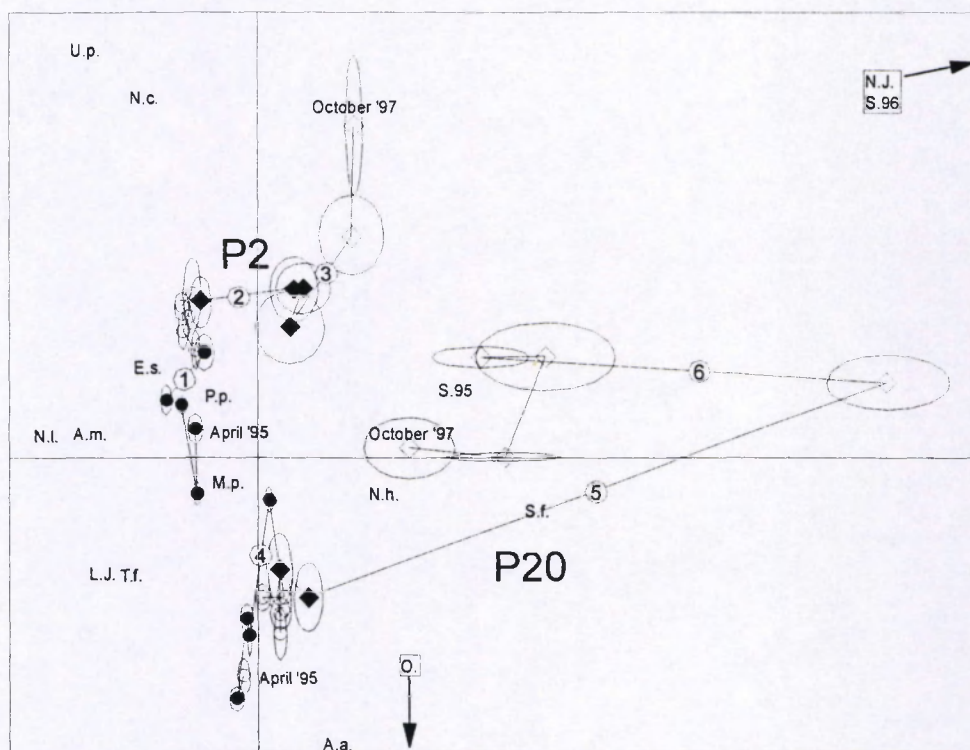 U.p.
N.J.
S.96
N.c.
October '97
P2
3
2
E.s.
1
P.p.
6
S.95
N.l. A.m.
April '95
October '97
M.p.
N.h.
5
S.f.
4
P20
L.J. T.f.
O.
April '95
A.a.